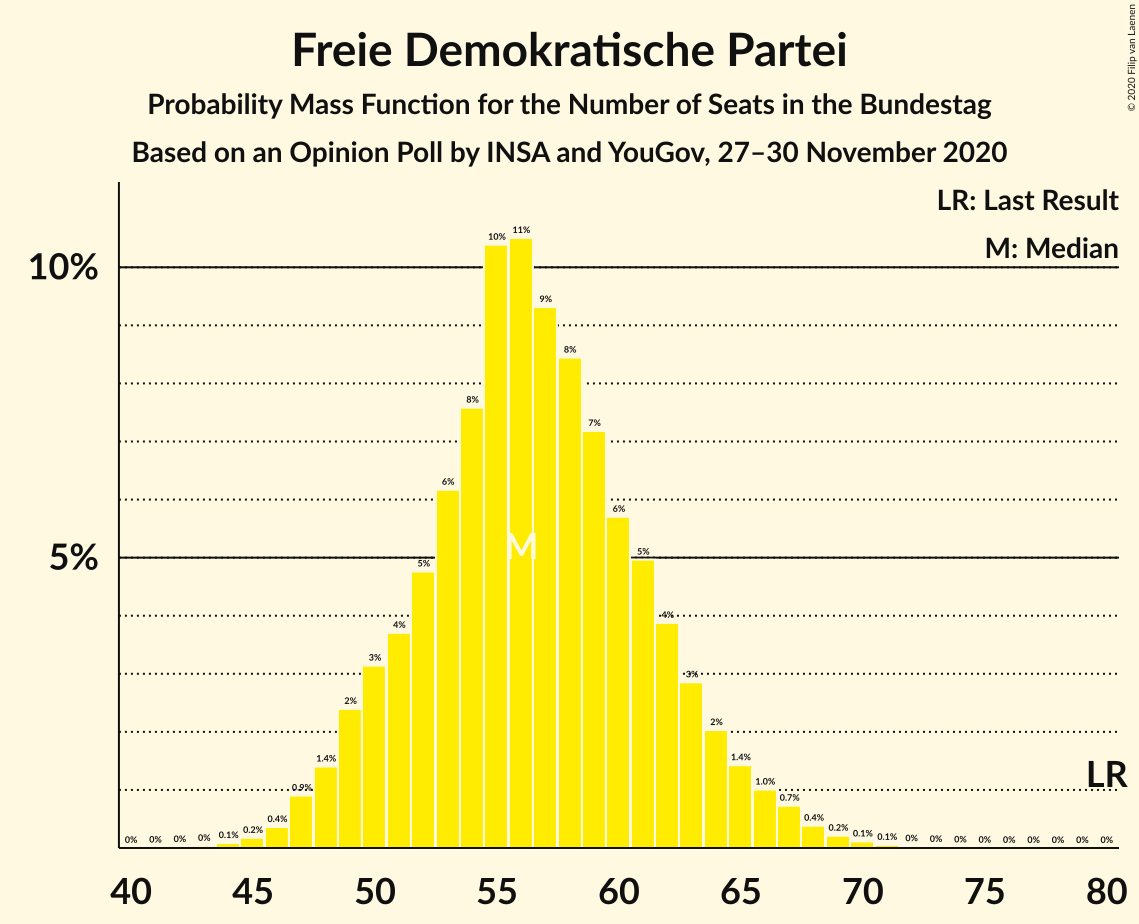 Freie Demokratische Partei
Probability Mass Function for the Number of Seats in the Bundestag
Based on an Opinion Poll by INSA and YouGov, 27–30 November 2020
© 2020 Filip van Laenen
LR: Last Result
M: Median
10%
5%
0% 0% 0% 0% 0.1% 0.2% 0.4% 0.9% 1.4% 2% 3% 4% 5% 6% 8% 10% 11% 9% 8% 7% 6% 5% 4% 3% 2% 1.4% 1.0% 0.7% 0.4% 0.2% 0.1% 0.1% 0% 0% 0% 0% 0% 0% 0% 0% 0%
M
LR
40 45 50 55 60 65 70 75 80